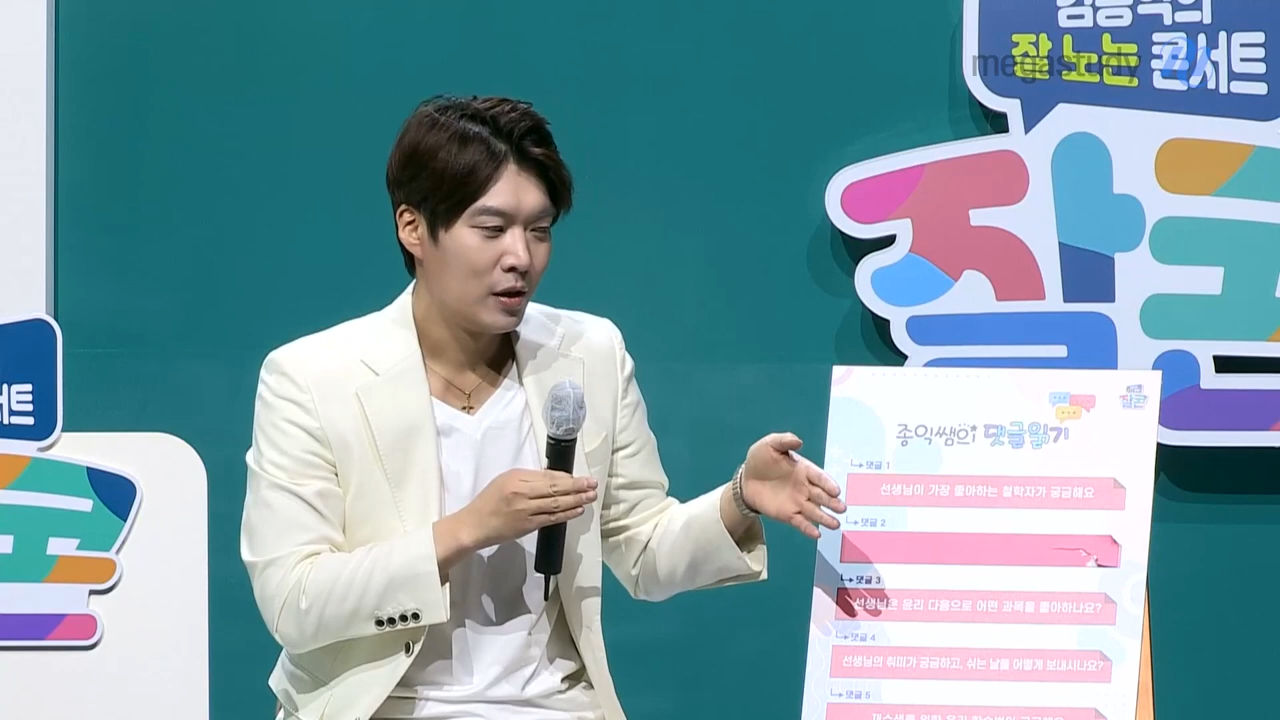 김종익의
잘 노는 콘서트
megastudy
잘콘
서트
종익쌤의 댓글읽기
댓글 1
선생님이 가장 좋아하는 철학자가 궁금해요
댓글 2
댓글 3
선생님은 윤리 다음으로 어떤 과목을 좋아하나요?
댓글 4
선생님의 취미가 궁금하고, 쉬는 날을 어떻게 보내시나요?
댓글 5